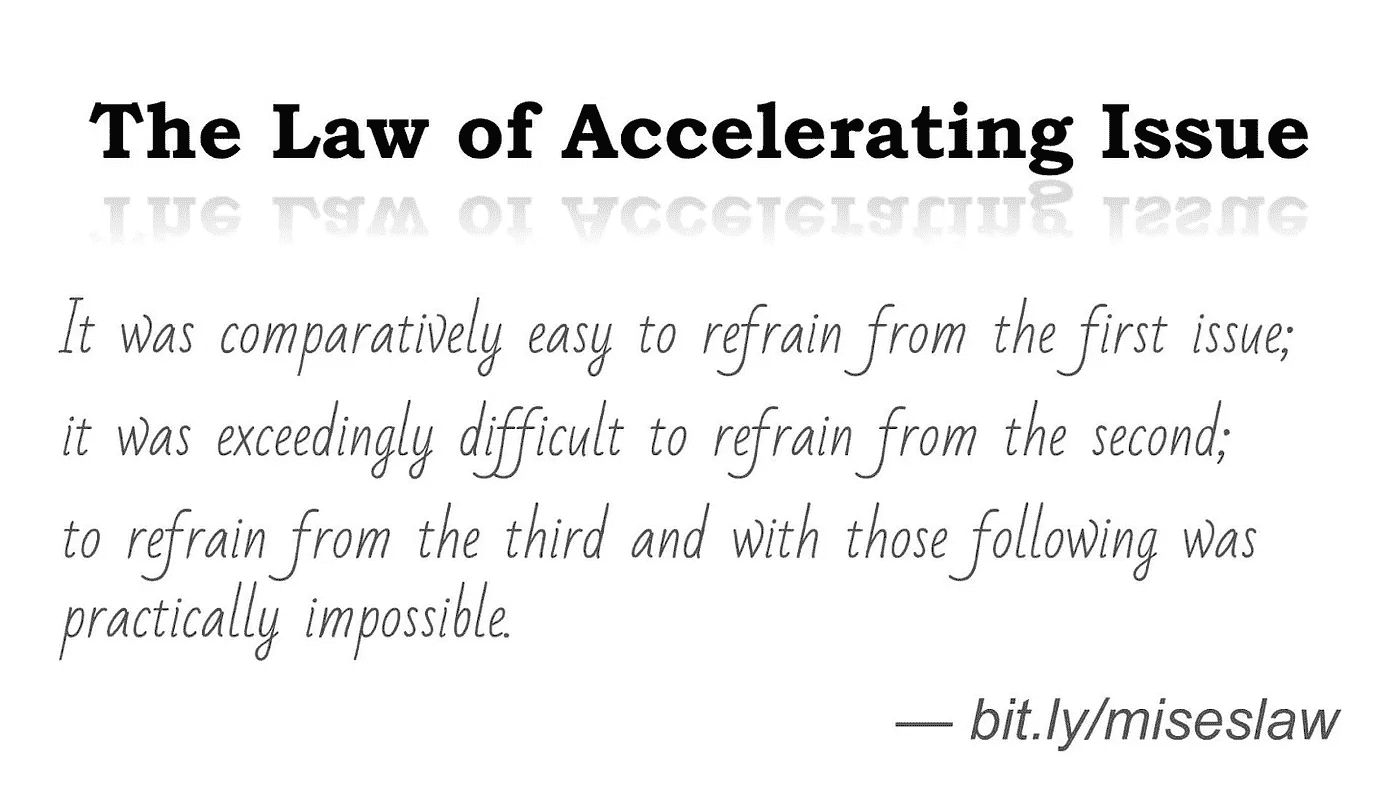 The Law of Accelerating Issue
It was comparatively easy to refrain from the first issue;
it was exceedingly difficult to refrain from the second;
to refrain from the third and with those following was
practically impossible.
— bit.ly/miseslaw